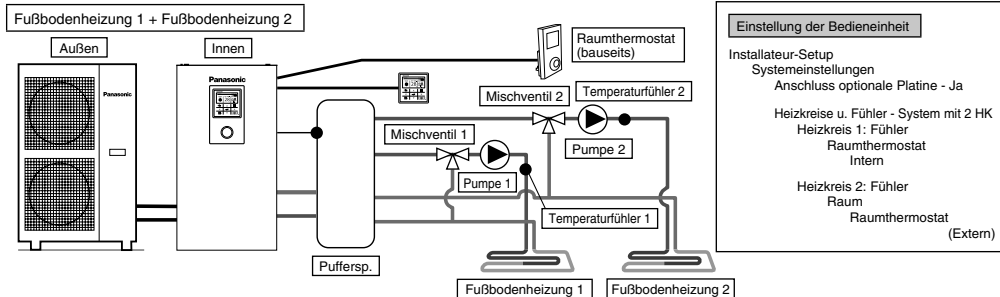 Fußbodenheizung 1 + Fußbodenheizung 2
Außen
Innen
Panasonic
Panasonic
Raumthermostat
(bauseits)
Mischventil 2
Temperaturfühler 2
Mischventil 1
Pumpe 2
Pumpe 1
Temperaturfühler 1
Puffersp.
Fußbodenheizung 1
Fußbodenheizung 2
Einstellung der Bedieneinheit
Installateur-Setup
Systemeinstellungen
Anschluss optionale Platine - Ja
Heizkreise u. Fühler - System mit 2 HK
Heizkreis 1: Fühler
Raumthermostat
Intern
Heizkreis 2: Fühler
Raum
Raumthermostat
(Extern)